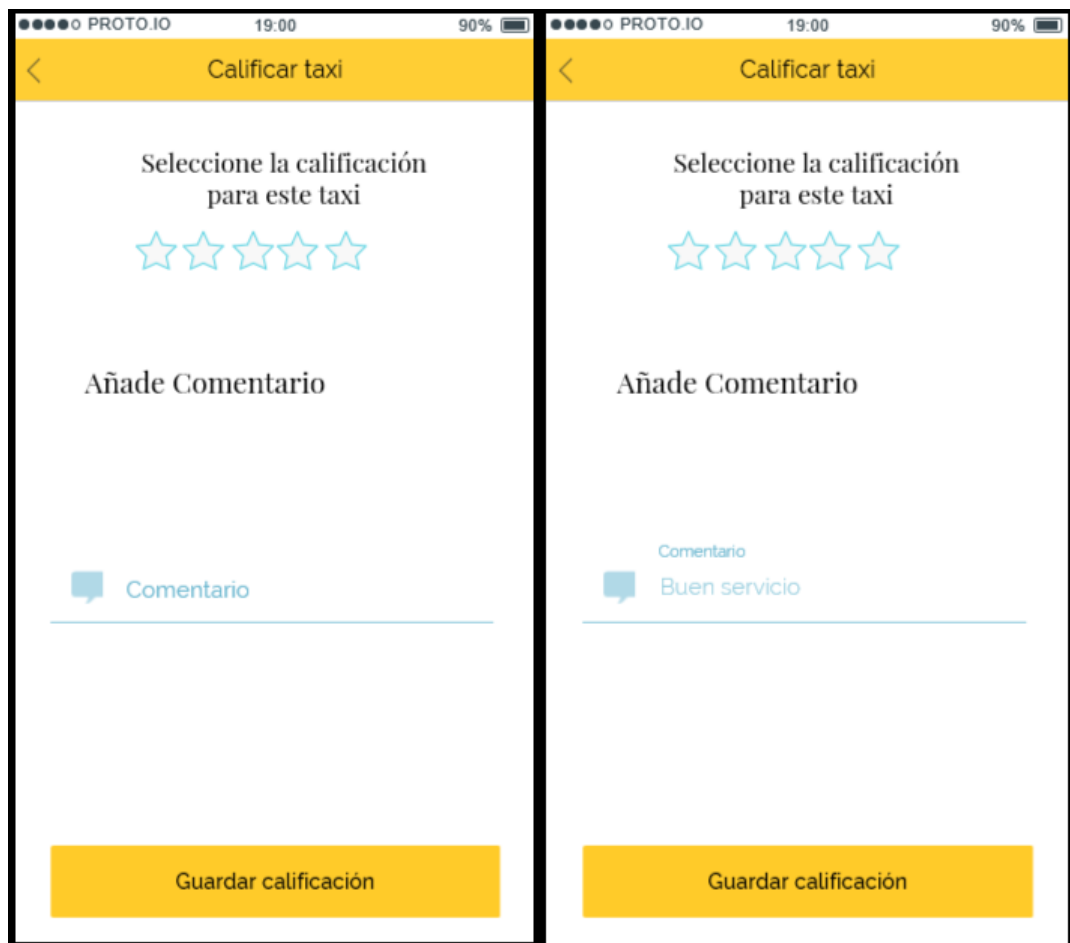 PROTO.IO 19:00 90%
Calificar taxi
Seleccione la calificación
para este taxi
Añade Comentario
Comentario
Guardar calificación
PROTO.IO 19:00 90%
Calificar taxi
Seleccione la calificación
para este taxi
Añade Comentario
Comentario
Buen servicio
Guardar calificación